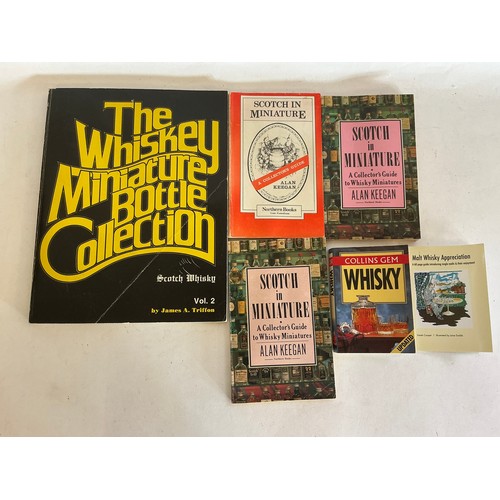 The
Whiskey
Miniature
Bottle
Collection
Scotch Whisky
Vol. 2
by James A. Triffon
SCOTCH IN
MINIATURE
A COLLECTOR'S GUIDE
ALAN
KEEGAN
Northern Books
SCOTCH
in
MINIATURE
A Collector's Guide
to Whisky Miniatures
ALAN KEEGAN
SCOTCH
in
MINIATURE
A Collector's Guide
to Whisky Miniatures
ALAN KEEGAN
COLLINS GEM
WHISKY
Malt Whisky Appreciation